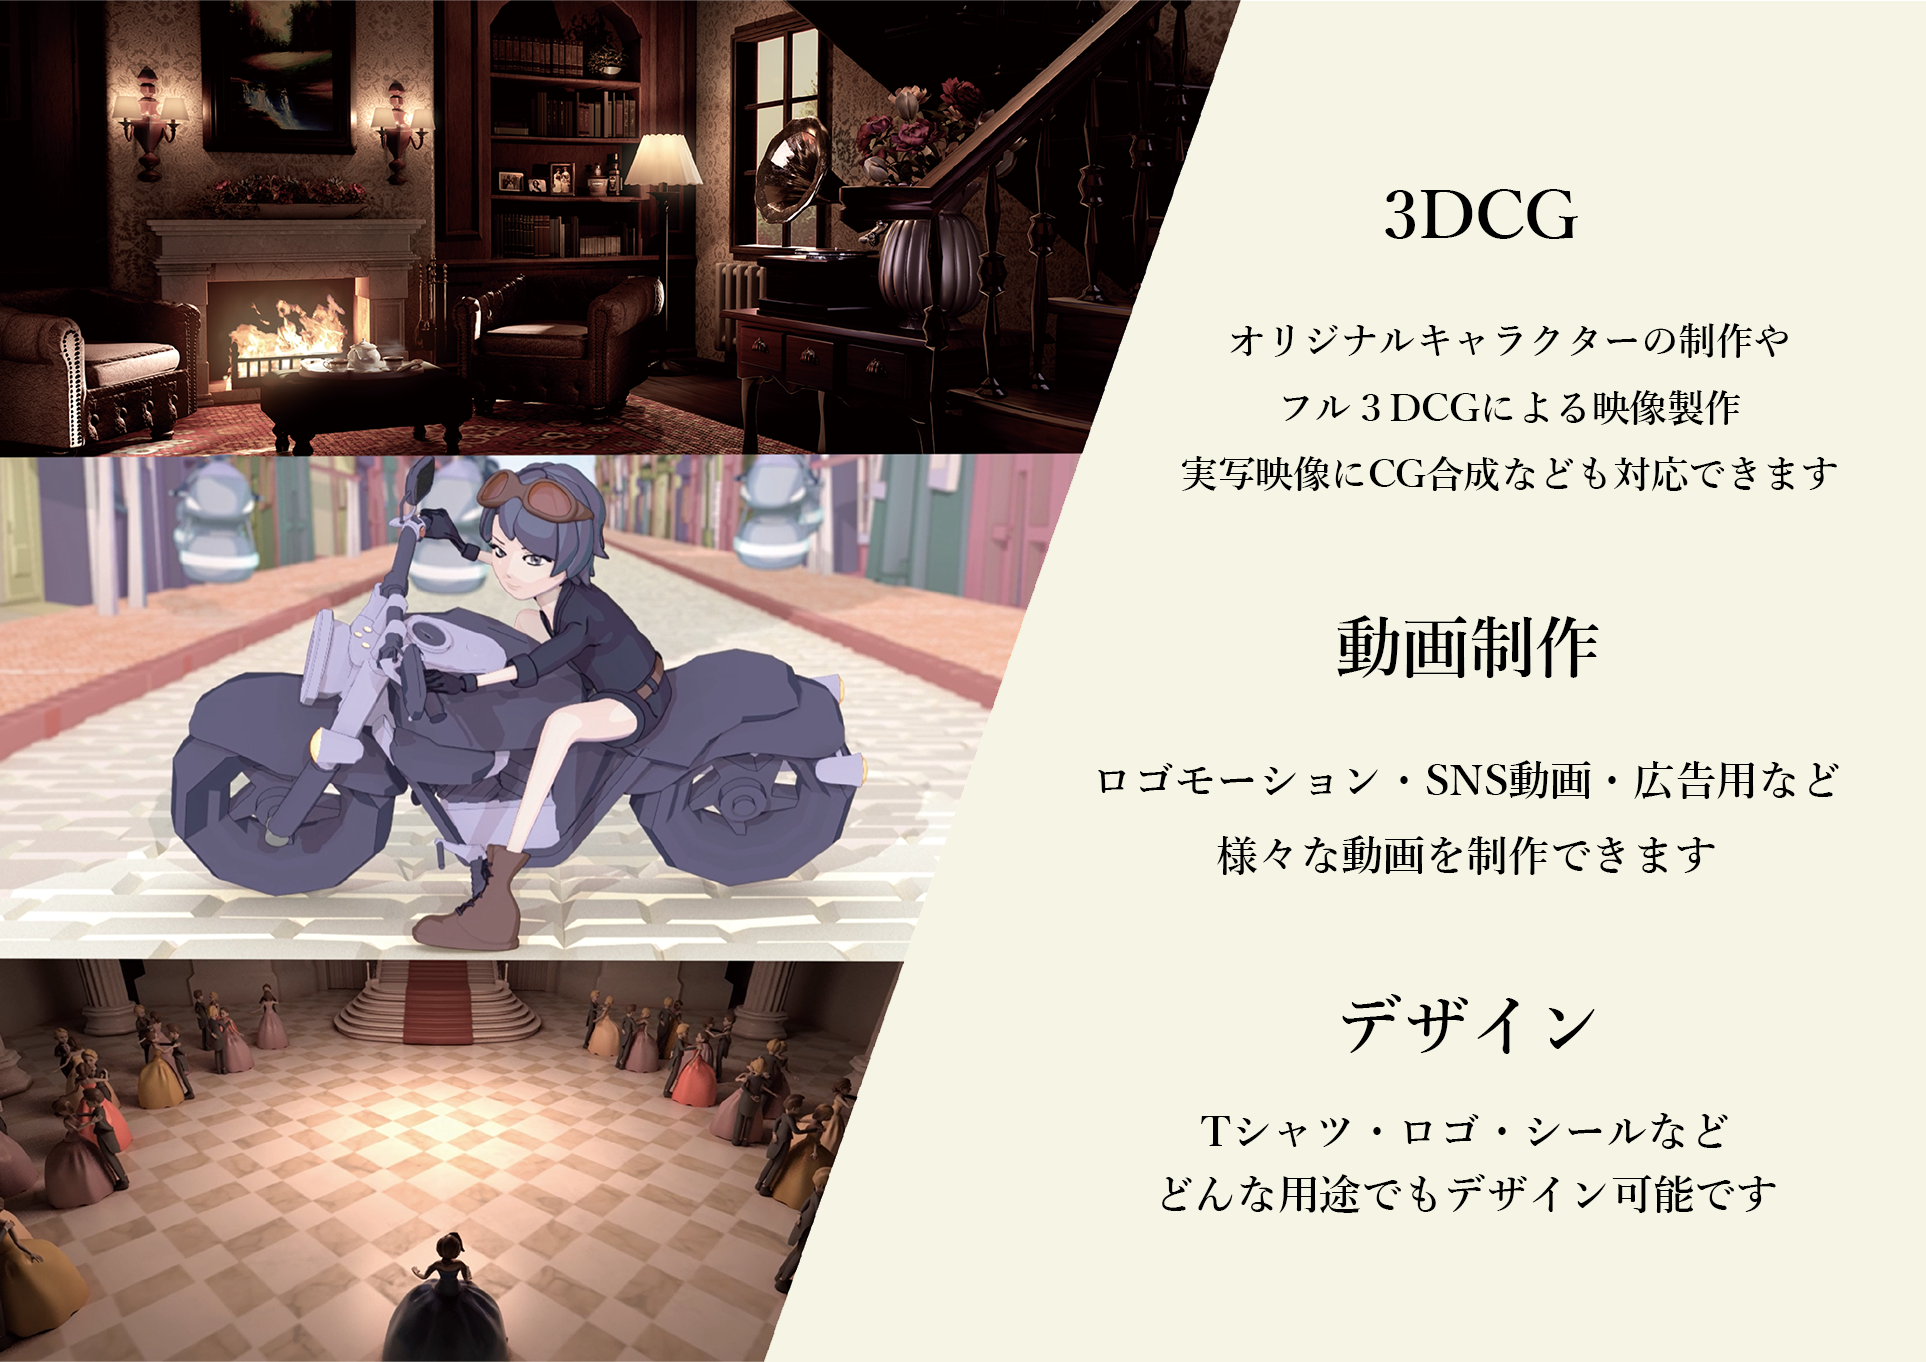 3DCG
オリジナルキャラクターの制作や
フル３DCGによる映像製作
実写映像にCG合成なども対応できます
動画制作
ロゴモーション・SNS動画・広告用など
様々な動画を制作できます
デザイン
Tシャツ・ロゴ・シールなど
どんな用途でもデザイン可能です